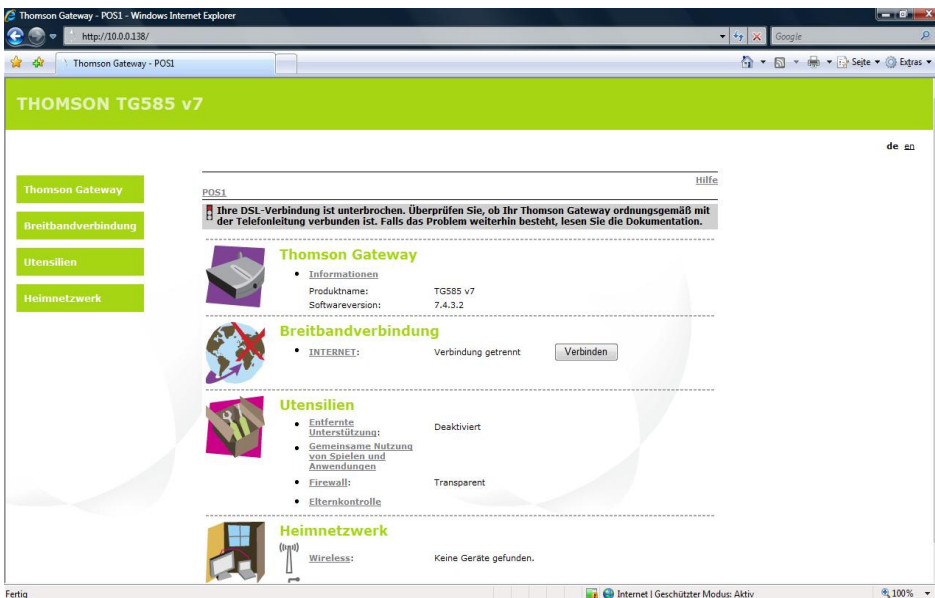 Thomson Gateway - POS1 - Windows Internet Explorer
http://10.0.0.138/
Google
Thomson Gateway - POS1
Seite
Extras
THOMSON TG585 v7
de en
Thomson Gateway
Breitbandverbindung
Utensilien
Heimnetzwerk
Hilfe
POS1
Ihre DSL-Verbindung ist unterbrochen. Überprüfen Sie, ob Ihr Thomson Gateway ordnungsgemäß mit
der Telefonleitung verbunden ist. Falls das Problem weiterhin besteht, lesen Sie die Dokumentation.
Thomson Gateway
Informationen
Produktname: TG585 v7
Softwareversion: 7.4.3.2
Breitbandverbindung
INTERNET: Verbindung getrennt Verbinden
Utensilien
Entfernte
Unterstützung: Deaktiviert
Gemeinsame Nutzung
von Spielen und
Anwendungen
Firewall: Transparent
Elternkontrolle
Heimnetzwerk
Wireless: Keine Geräte gefunden.
Fertig
Internet | Geschützter Modus: Aktiv
100%